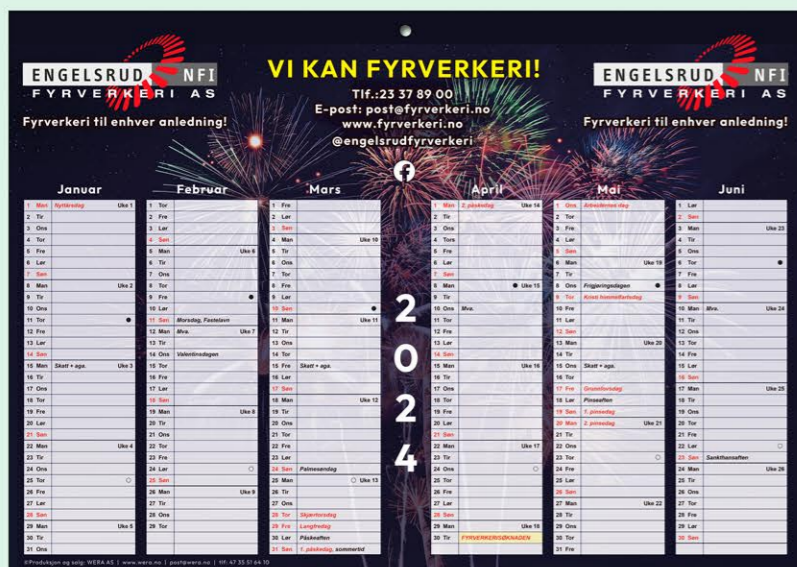 ENGELSRUD NFI
FYRVERKERI AS
Fyrverkeri til enhver anledning!
VI KAN FYRVERKERI!
Tlf.:23 37 89 00
E-post: post@fyrverkeri.no
www.fyrverkeri.no
@engelsrudfyrverkeri
ENGELSRUD NFI
FYRVERKERI AS
Fyrverkeri til enhver anledning!
Januar
1 Man Nyttårsdag Uke 1
2 Tir
3 Ons
4 Tor
5 Fre
6 Lør
7 Søn
8 Man Uke 2
9 Tir
10 Ons
11 Tor
12 Fre
13 Lør
14 Søn
15 Man Skatt + aga. Uke 3
16 Tir
17 Ons
18 Tor
19 Fre
20 Lør
21 Søn
22 Man Uke 4
23 Tir
24 Ons
25 Tor
26 Fre
27 Lør
28 Søn
29 Man Uke 5
30 Tir
31 Ons
Februar
1 Tor
2 Fre
3 Lør
4 Søn
5 Man Uke 6
6 Tir
7 Ons
8 Tor
9 Fre
10 Lør
11 Søn Morsdag, Fastelavn
12 Man Mva. Uke 7
13 Tir
14 Ons Valentinsdagen
15 Tor
16 Fre
17 Lør
18 Søn
19 Man Uke 8
20 Tir
21 Ons
22 Tor
23 Fre
24 Lør
25 Søn
26 Man Uke 9
27 Tir
28 Ons
29 Tor
Mars
1 Fre
2 Lør
3 Søn
4 Man Uke 10
5 Tir
6 Ons
7 Tor
8 Fre
9 Lør
10 Søn
11 Man Uke 11
12 Tir
13 Ons
14 Tor
15 Fre Skatt + aga.
16 Lør
17 Søn
18 Man Uke 12
19 Tir
20 Ons
21 Tor
22 Fre
23 Lør
24 Søn Palmesøndag
25 Man Uke 13
26 Tir
27 Ons
28 Tor Skjærtorsdag
29 Fre Langfredag
30 Lør Påskeaften
31 Søn 1. påskedag, sommertid
2024
April
1 Man 2. påskedag Uke 14
2 Tir
3 Ons
4 Tors
5 Fre
6 Lør
7 Søn
8 Man Uke 15
9 Tir
10 Ons Mva.
11 Tor
12 Fre
13 Lør
14 Søn
15 Man Uke 16
16 Tir
17 Ons
18 Tor
19 Fre
20 Lør
21 Søn
22 Man Uke 17
23 Tir
24 Ons
25 Tor
26 Fre
27 Lør
28 Søn
29 Man Uke 18
30 Tir FYRVERKERISØKNADEN
Mai
1 Ons Arbeidernes dag
2 Tor
3 Fre
4 Lør
5 Søn
6 Man Uke 19
7 Tir
8 Ons Frigjøringsdagen
9 Tor Kristi himmelfartsdag
10 Fre
11 Lør
12 Søn
13 Man Uke 20
14 Tir
15 Ons Skatt + aga.
16 Tor
17 Fre Grunnlovsdag
18 Lør Pinseaften
19 Søn 1. pinsedag
20 Man 2. pinsedag Uke 21
21 Tir
22 Ons
23 Tor
24 Fre
25 Lør
26 Søn
27 Man Uke 22
28 Tir
29 Ons
30 Tor
31 Fre
Juni
1 Lør
2 Søn
3 Man Uke 23
4 Tir
5 Ons
6 Tor
7 Fre
8 Lør
9 Søn
10 Man Mva. Uke 24
11 Tir
12 Ons
13 Tor
14 Fre
15 Lør
16 Søn
17 Man Uke 25
18 Tir
19 Ons
20 Tor
21 Fre
22 Lør
23 Søn Sankthansaften
24 Man Uke 26
25 Tir
26 Ons
27 Tor
28 Fre
29 Lør
30 Søn
©Produksjon og salg: WERA AS | www.wera.no | post@wera.no | tlf: 47 35 51 64 10